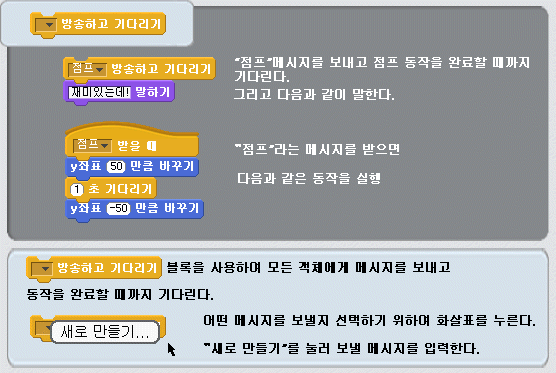 방송하고 기다리기
점프 방송하고 기다리기
재미있는데! 말하기
"점프"메시지를 보내고 점프 동작을 완료할 때까지
기다린다.
그리고 다음과 같이 말한다.
점프 받을 때
y좌표 50 만큼 바꾸기
1 초 기다리기
y좌표 -50 만큼 바꾸기
"점프"라는 메시지를 받으면
다음과 같은 동작을 실행
방송하고 기다리기 블록을 사용하여 모든 객체에게 메시지를 보내고
동작을 완료할 때까지 기다린다.
새로 만들기...
어떤 메시지를 보낼지 선택하기 위하여 화살표를 누른다.
"새로 만들기"를 눌러 보낼 메시지를 입력한다.